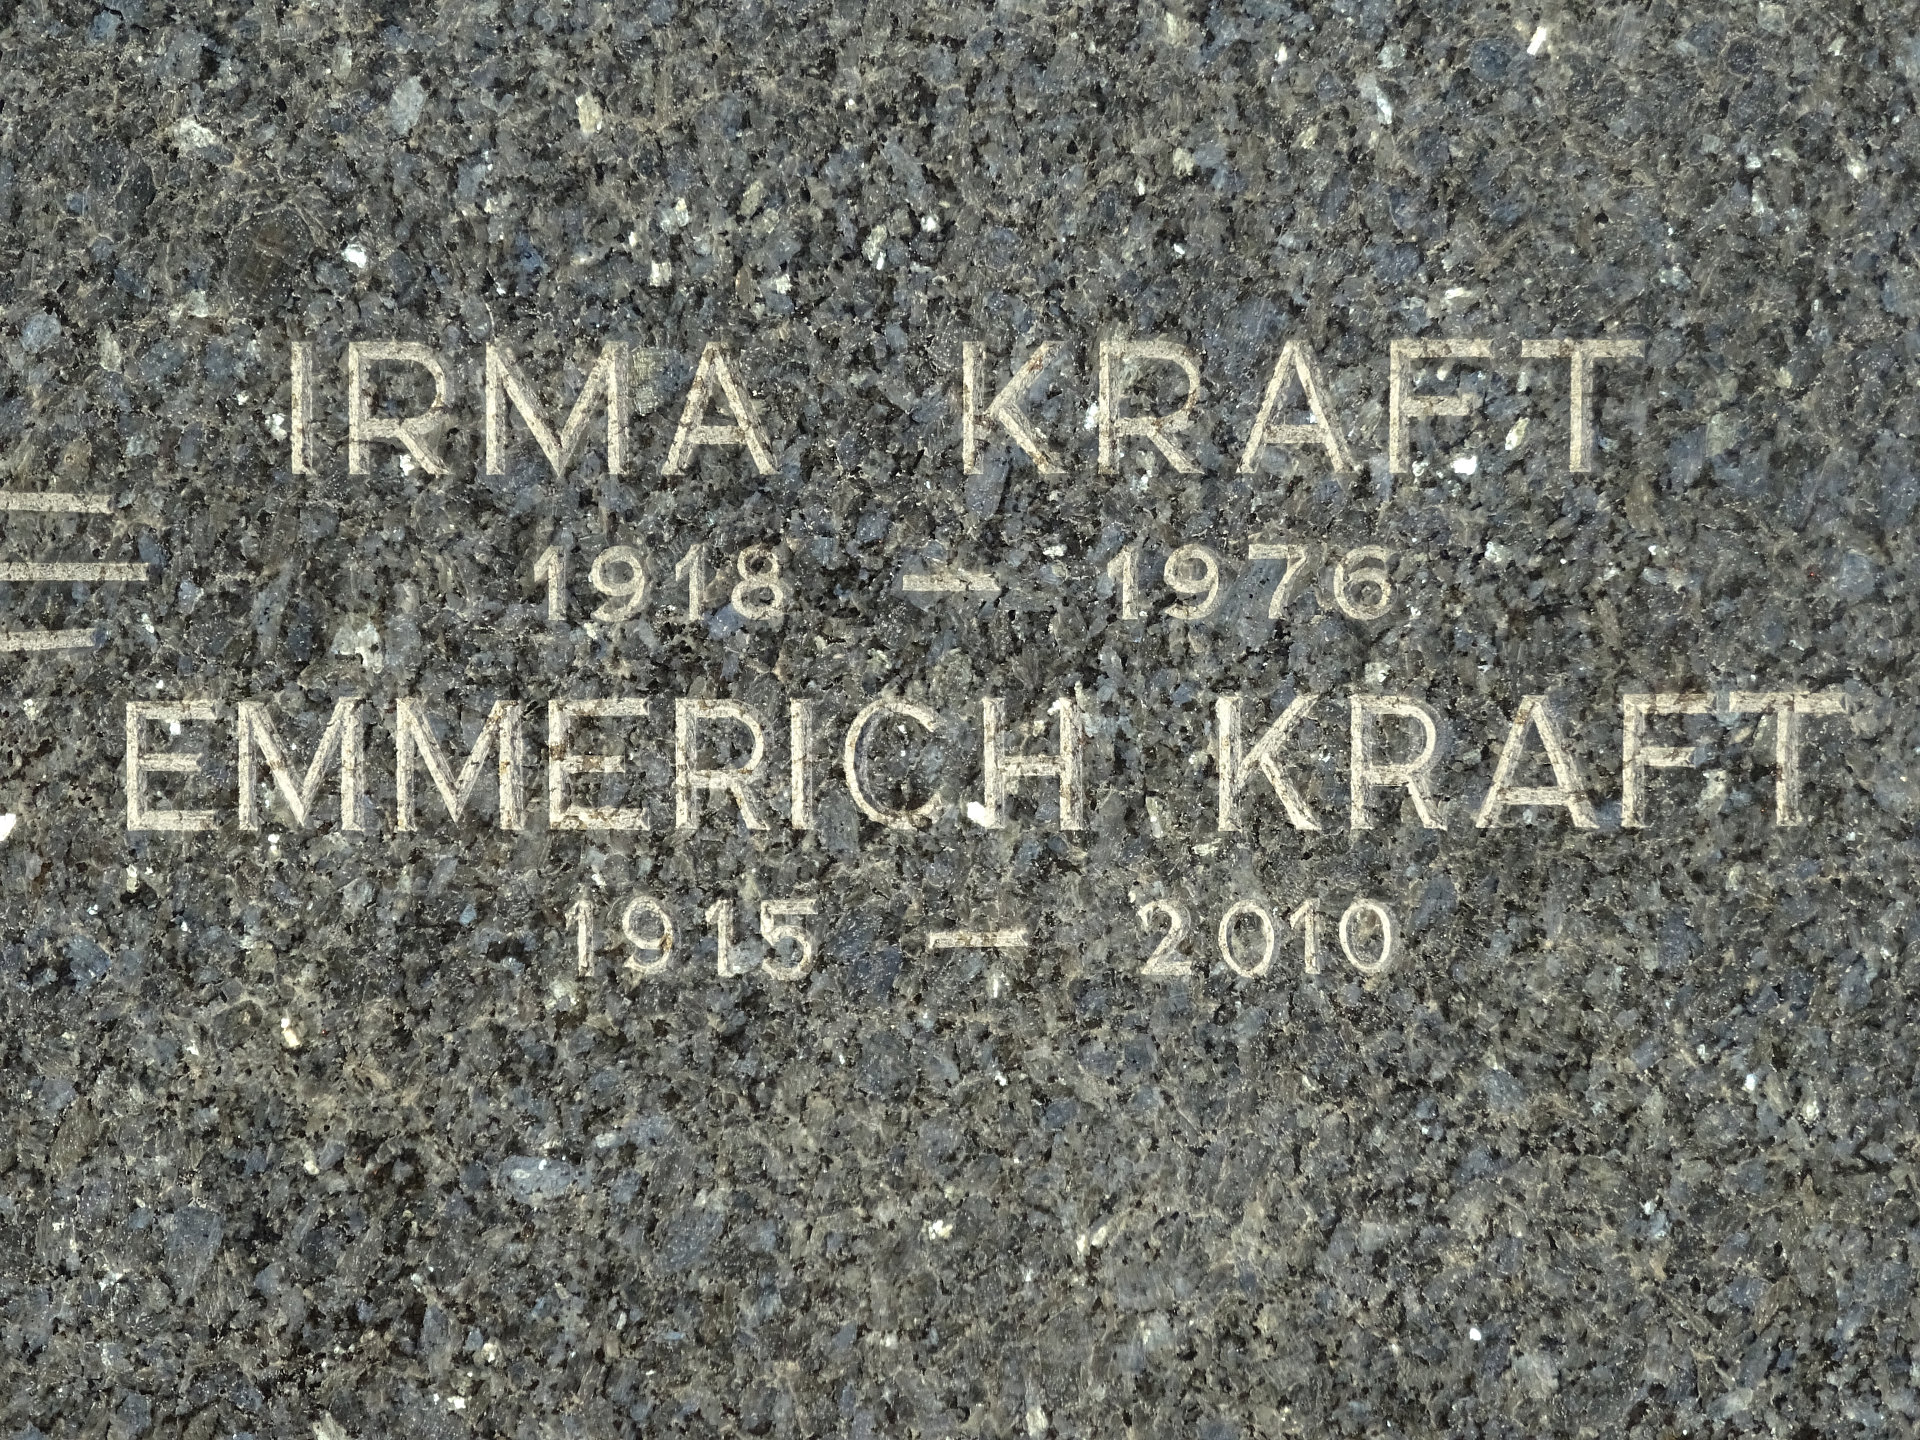 IRMA KRAFT
1918 — 1976
EMMERICH KRAFT
1915 — 2010